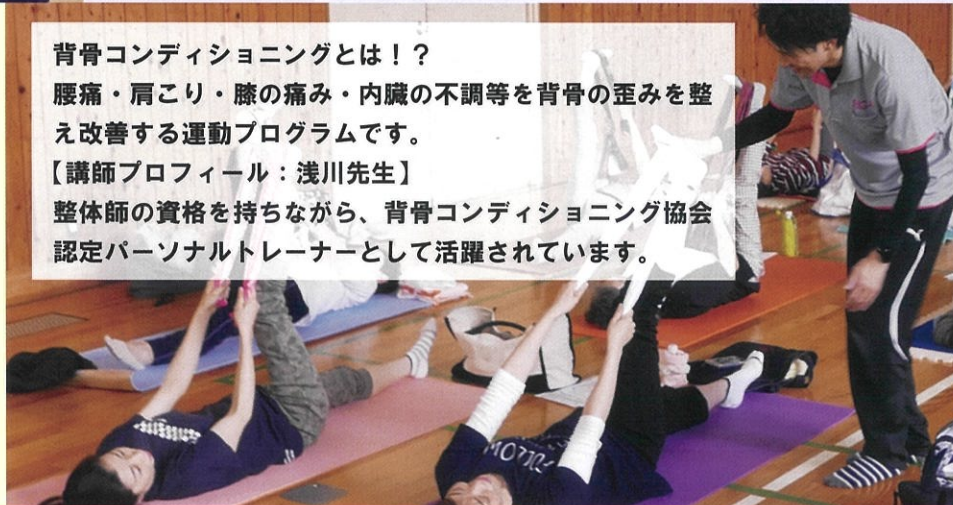 背骨コンディショニングとは！？
腰痛・肩こり・膝の痛み・内臓の不調等を背骨の歪みを整
え改善する運動プログラムです。
【講師プロフィール：浅川先生】
整体師の資格を持ちながら、背骨コンディショニング協会
認定パーソナルトレーナーとして活躍されています。
FOLLOW